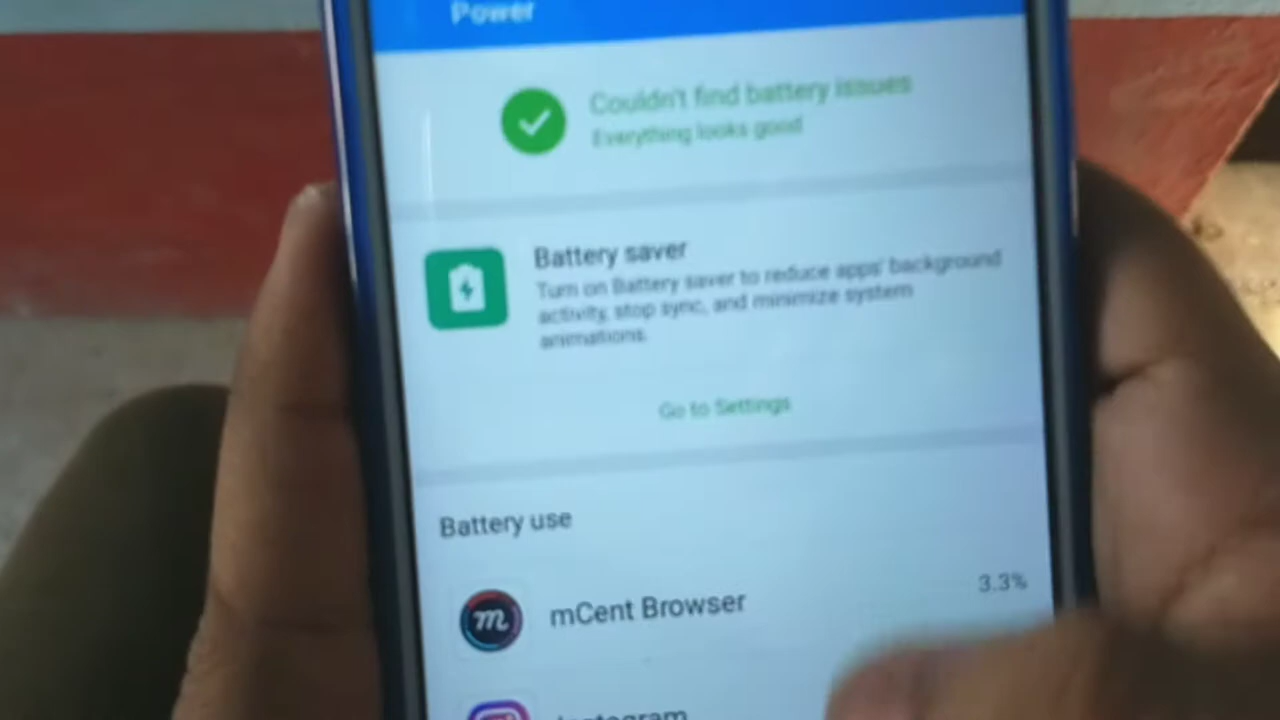 Power
Couldn't find battery issues
Everything looks good
Battery saver
Turn on Battery saver to reduce apps' background
activity, stop sync, and minimize system
animations.
Go to Settings
Battery use
3.3%
mCent Browser
Instagram